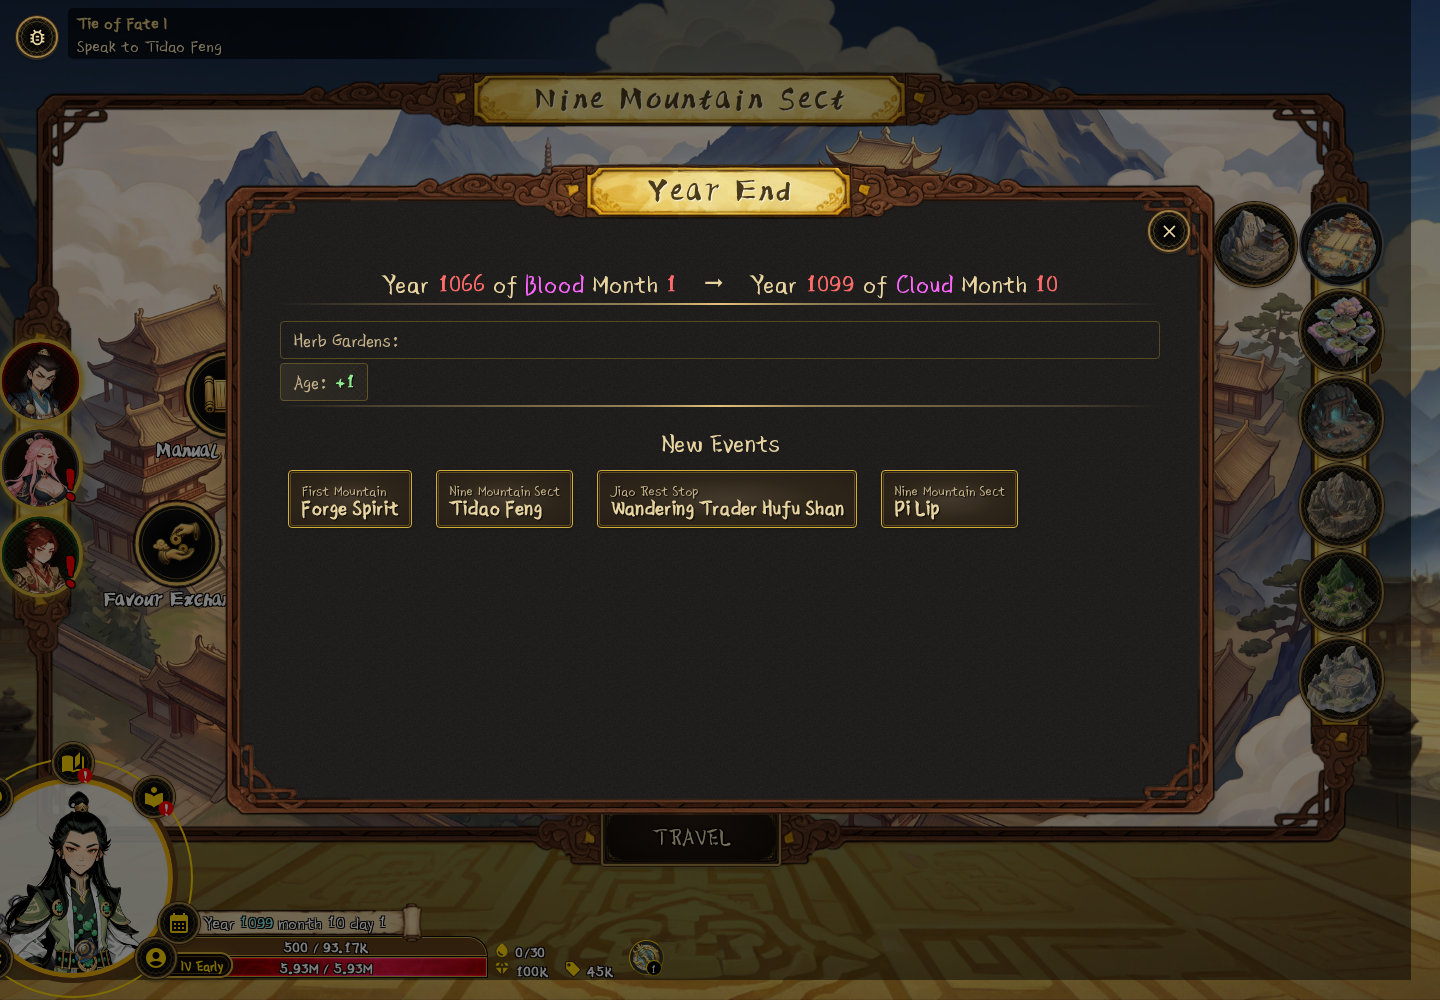 Tie of Fate I
Speak to Tidao Feng
Nine Mountain Sect
Year End
Year 1066 of Blood Month 1 → Year 1099 of Cloud Month 10
Herb Gardens:
Age: +1
New Events
First Mountain
Forge Spirit
Nine Mountain Sect
Tidao Feng
Jiao Rest Stop
Wandering Trader Hufu Shan
Nine Mountain Sect
Pi Lip
Manual
Favour
TRAVEL
Year 1099 month 10 day 1
500 / 93.17K
5.93M / 5.93M
IV Early
0/30
100K
45K
1